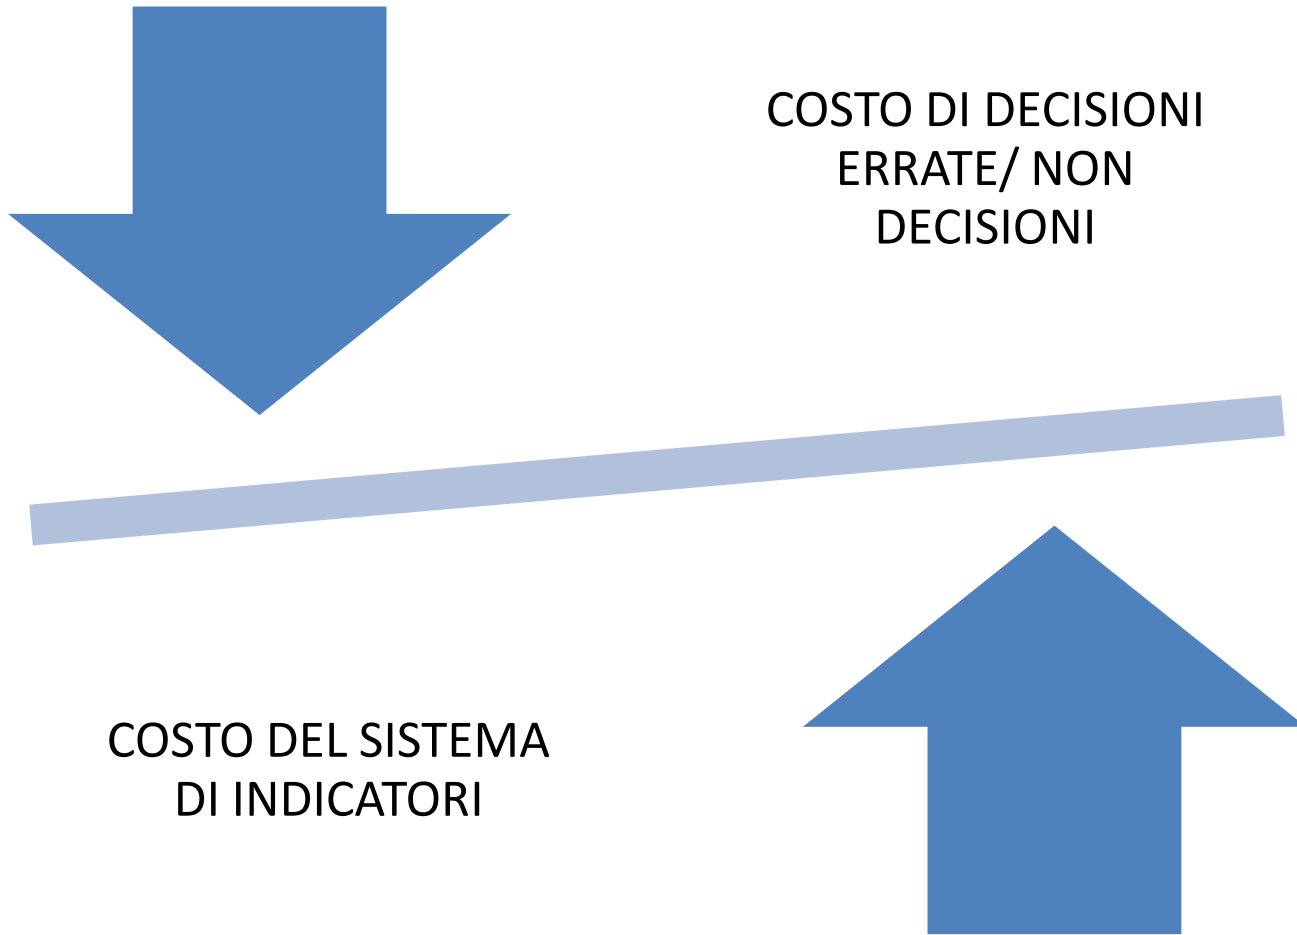 COSTO DI DECISIONI
ERRATE/ NON
DECISIONI
COSTO DEL SISTEMA
DI INDICATORI